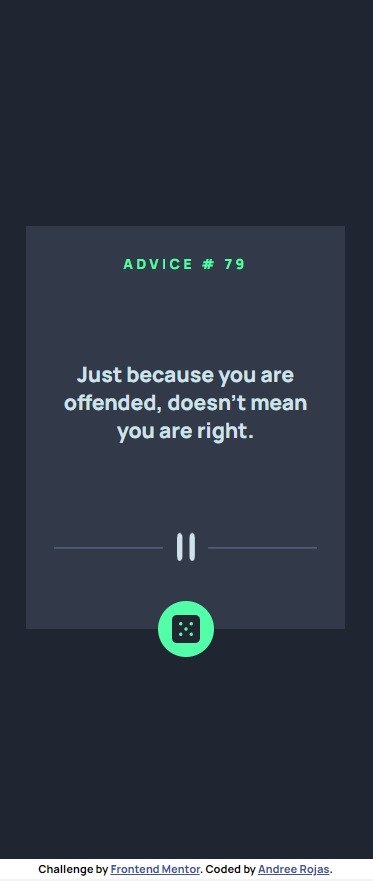 ADVICE # 79
Just because you are
offended, doesn't mean
you are right.
Challenge by Frontend Mentor. Coded by Andree Rojas.